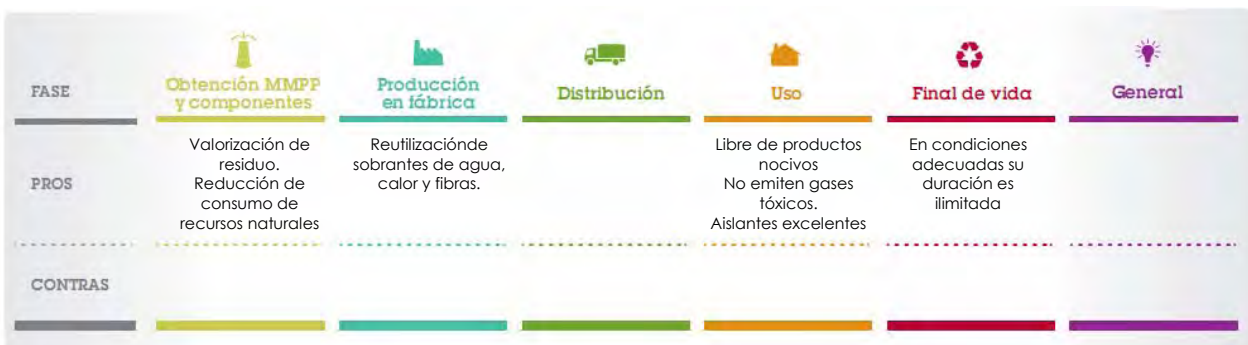 FASE
Obtención MMPP
y componentes
Producción
en fábrica
Distribución
Uso
Final de vida
General
PROS
Valorización de
residuo.
Reducción de
consumo de
recursos naturales
Reutilizaciónde
sobrantes de agua,
calor y fibras.
Libre de productos
nocivos
No emiten gases
tóxicos.
Aislantes excelentes
En condiciones
adecuadas su
duración es
ilimitada
CONTRAS